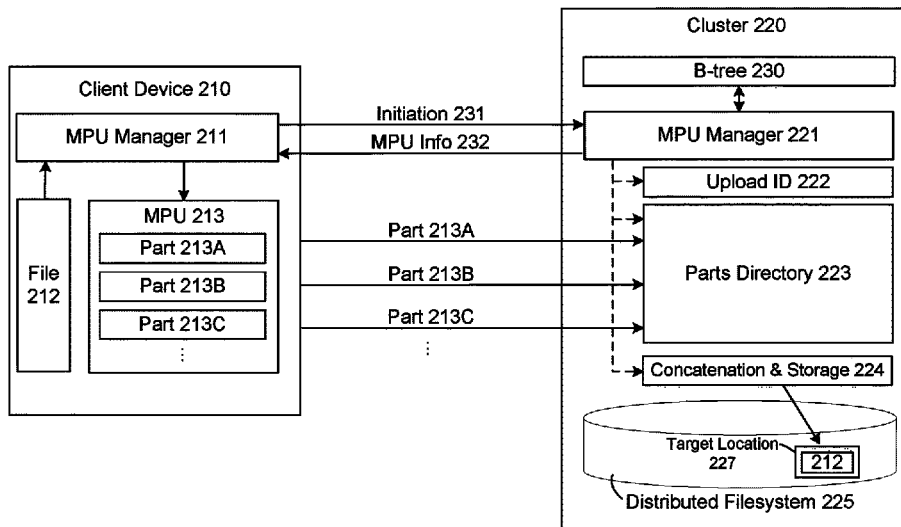 Cluster 220
B-tree 230
Client Device 210
Initiation 231
MPU Manager 211
MPU Manager 221
MPU Info 232
Upload ID 222
MPU 213
Part 213A
Part 213A
File
212
Part 213B
Part 213B
Parts Directory 223
Part 213C
Part 213C
⋮
⋮
Concatenation & Storage 224
Target Location
227
212
Distributed Filesystem 225